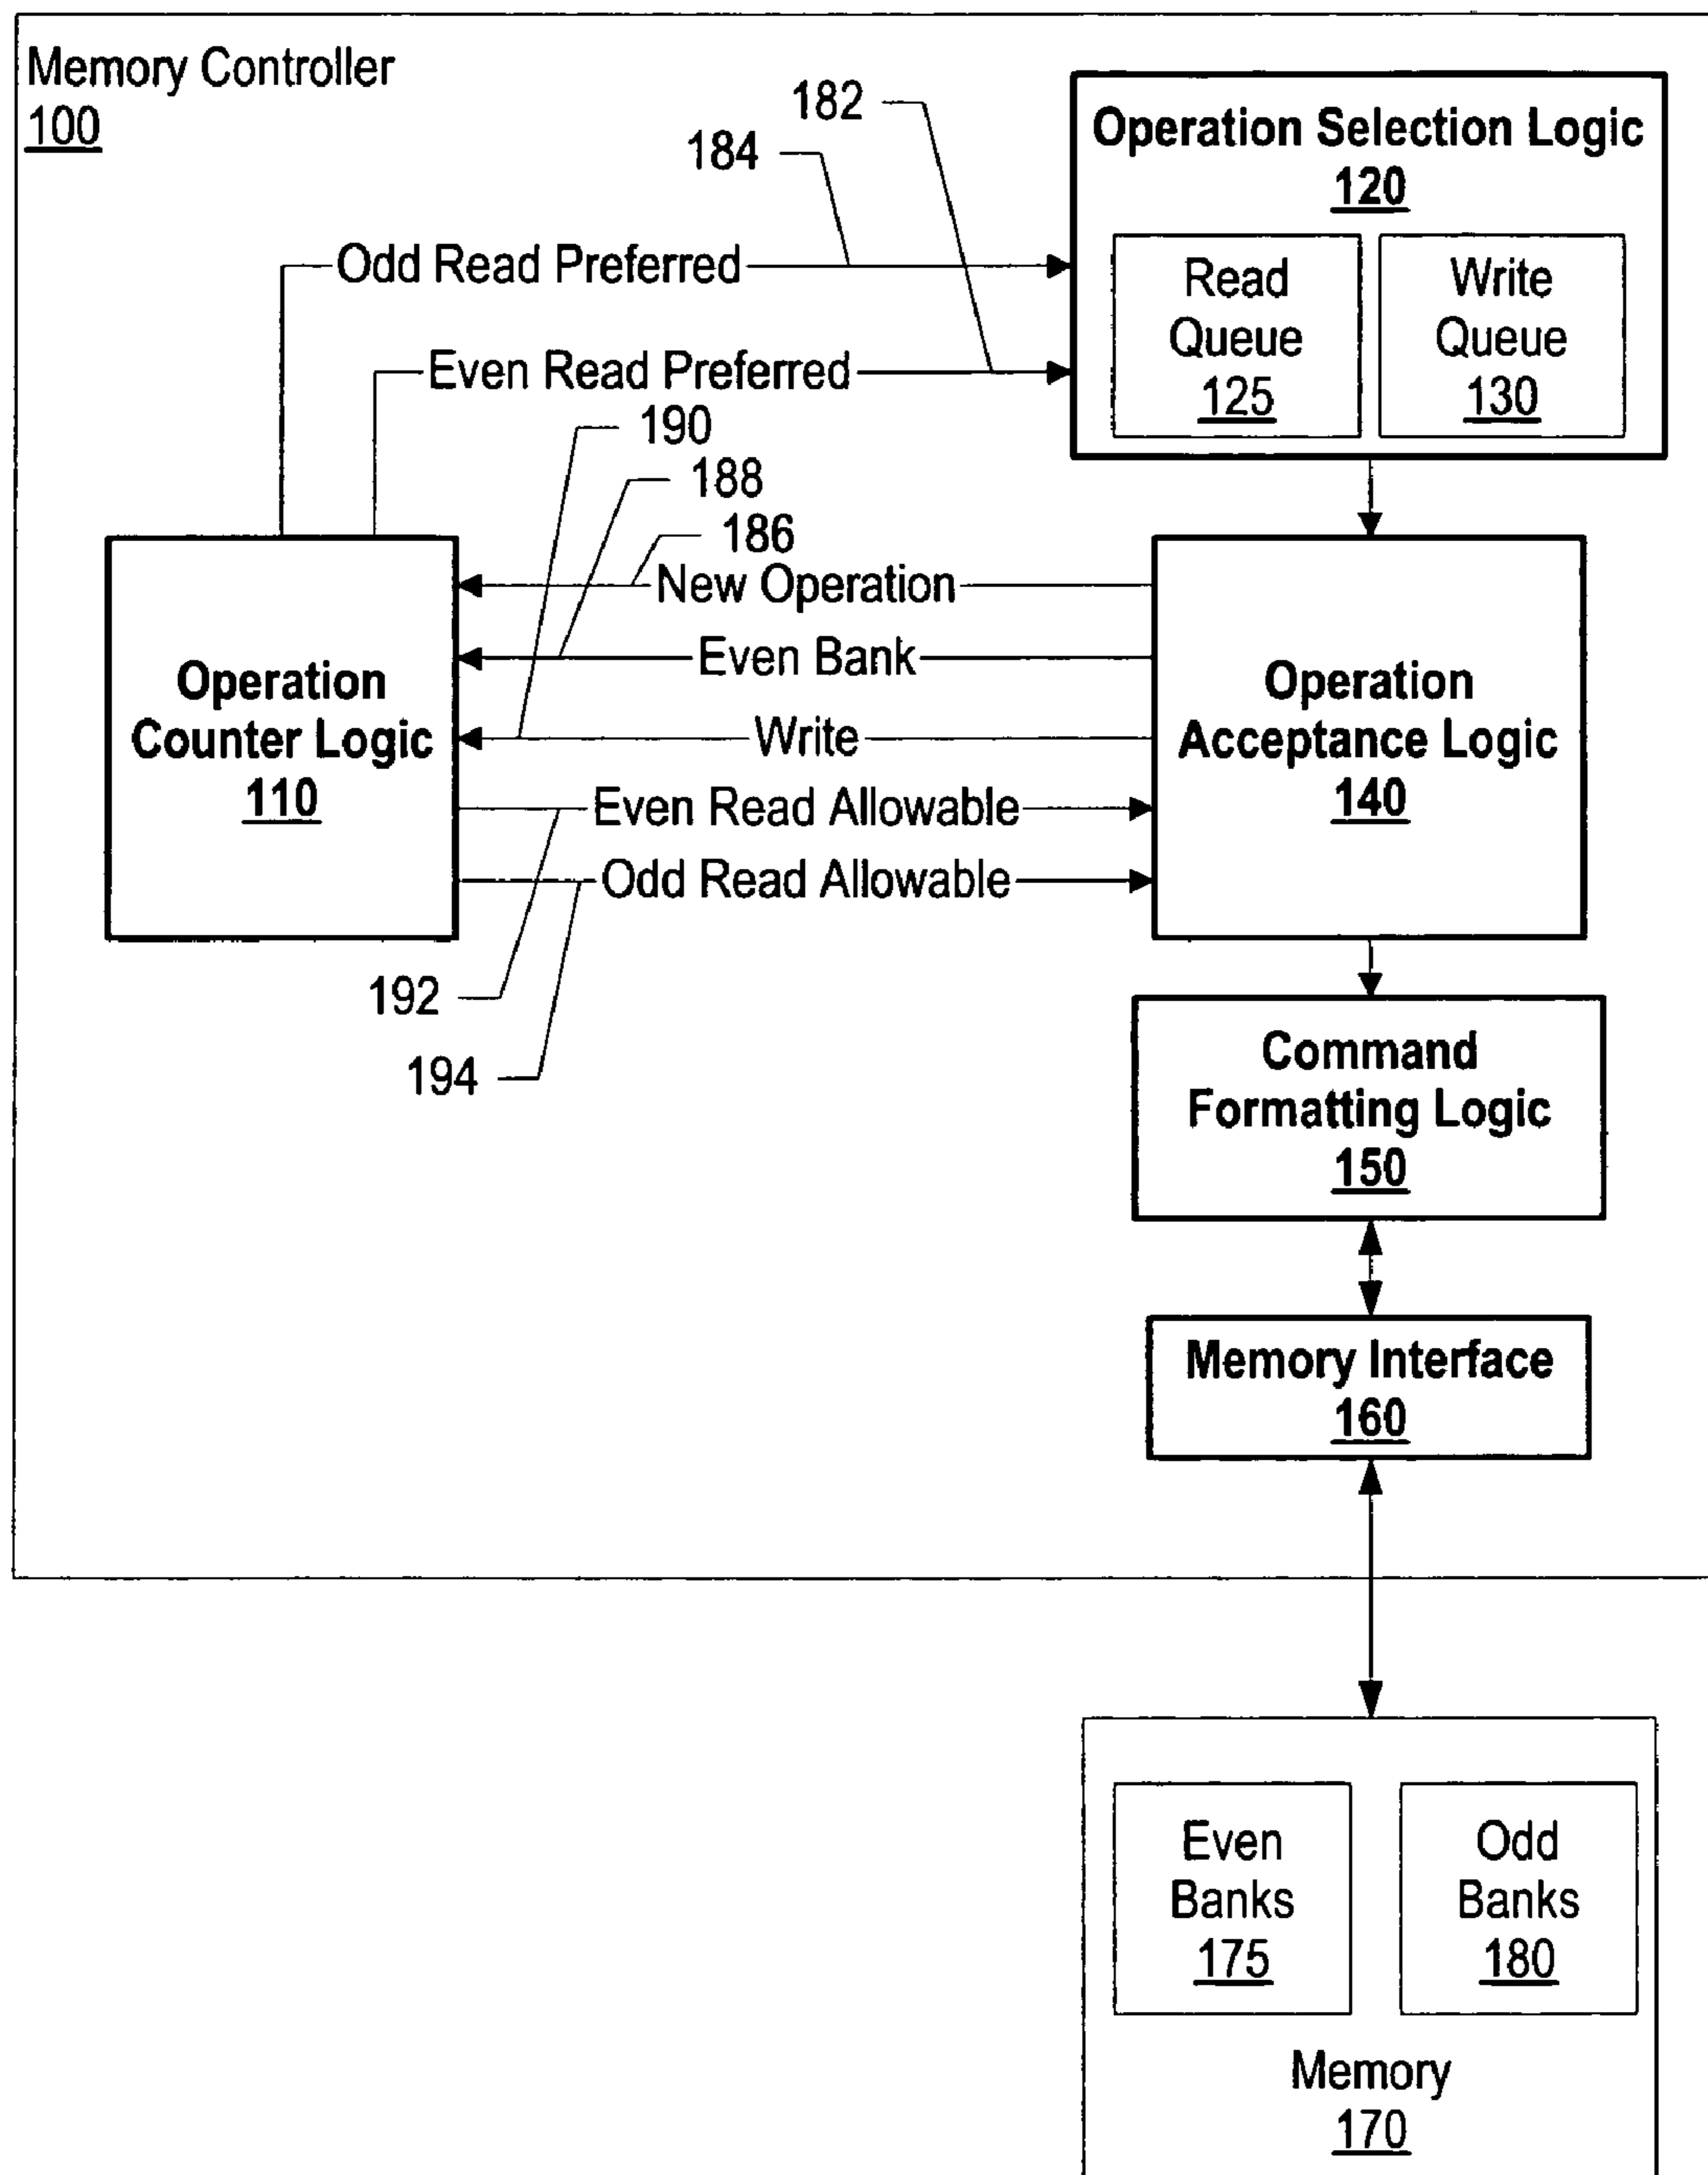 Memory Controller
100
182
184
Operation Selection Logic
120
Odd Read Preferred
Even Read Preferred
Read
Queue
125
Write
Queue
130
190
188
186
New Operation
Even Bank
Write
Even Read Allowable
Odd Read Allowable
Operation
Counter Logic
110
Operation
Acceptance Logic
140
192
194
Command
Formatting Logic
150
Memory Interface
160
Even
Banks
175
Odd
Banks
180
Memory
170